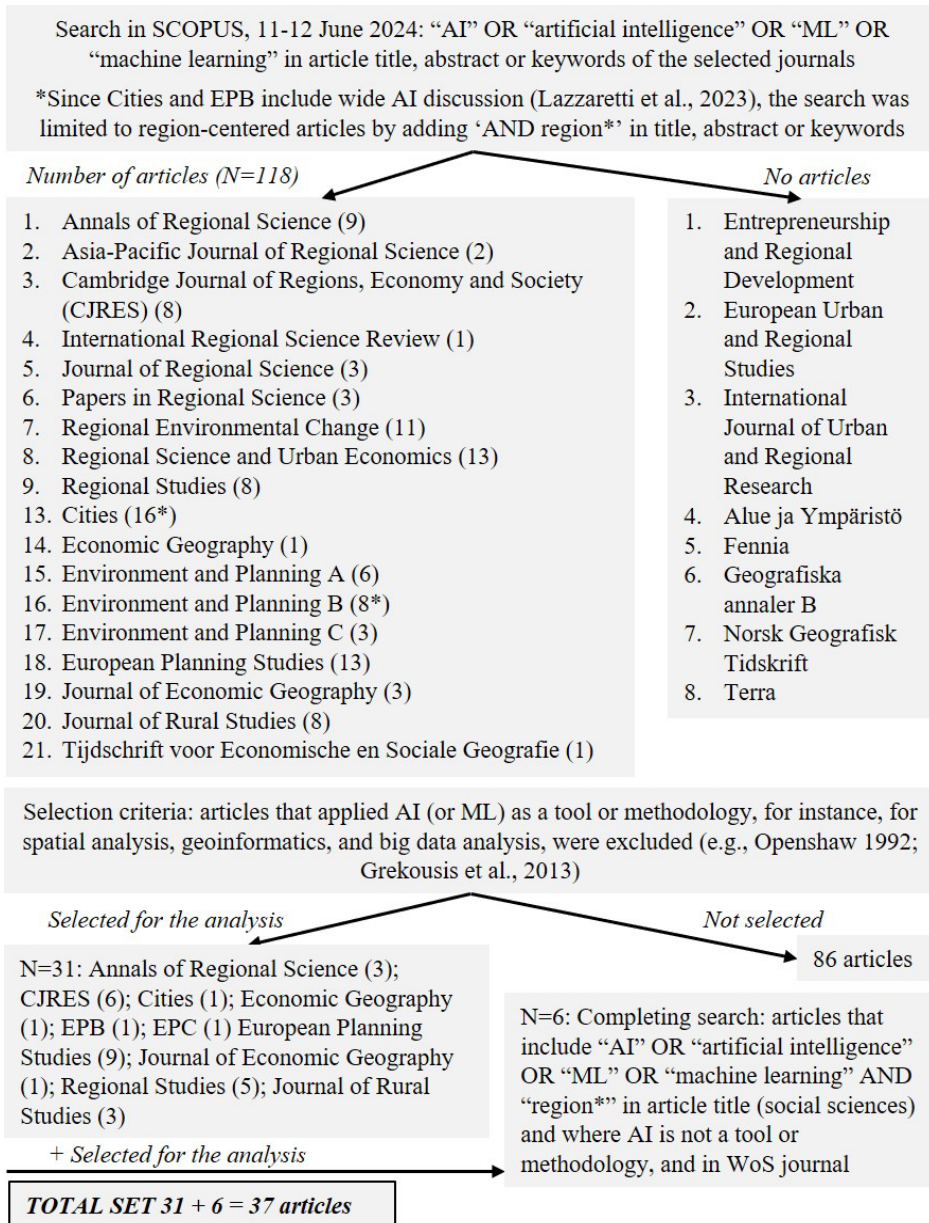 Search in SCOPUS, 11-12 June 2024: “AI” OR “artificial intelligence” OR “ML” OR
“machine learning” in article title, abstract or keywords of the selected journals
*Since Cities and EPB include wide AI discussion (Lazzaretti et al., 2023), the search was
limited to region-centered articles by adding ‘AND region*’ in title, abstract or keywords
Number of articles (N=118)
1. Annals of Regional Science (9)
2. Asia-Pacific Journal of Regional Science (2)
3. Cambridge Journal of Regions, Economy and Society
(CJRES) (8)
4. International Regional Science Review (1)
5. Journal of Regional Science (3)
6. Papers in Regional Science (3)
7. Regional Environmental Change (11)
8. Regional Science and Urban Economics (13)
9. Regional Studies (8)
13. Cities (16*)
14. Economic Geography (1)
15. Environment and Planning A (6)
16. Environment and Planning B (8*)
17. Environment and Planning C (3)
18. European Planning Studies (13)
19. Journal of Economic Geography (3)
20. Journal of Rural Studies (8)
21. Tijdschrift voor Economische en Sociale Geografie (1)
No articles
1. Entrepreneurship
and Regional
Development
2. European Urban
and Regional
Studies
3. International
Journal of Urban
and Regional
Research
4. Alue ja Ympäristö
5. Fennia
6. Geografiska
annaler B
7. Norsk Geografisk
Tidskrift
8. Terra
Selection criteria: articles that applied AI (or ML) as a tool or methodology, for instance, for
spatial analysis, geoinformatics, and big data analysis, were excluded (e.g., Openshaw 1992;
Grekousis et al., 2013)
Selected for the analysis
N=31: Annals of Regional Science (3);
CJRES (6); Cities (1); Economic Geography
(1); EPB (1); EPC (1) European Planning
Studies (9); Journal of Economic Geography
(1); Regional Studies (5); Journal of Rural
Studies (3)
Not selected
86 articles
N=6: Completing search: articles that
include “AI” OR “artificial intelligence”
OR “ML” OR “machine learning” AND
“region*” in article title (social sciences)
and where AI is not a tool or
methodology, and in WoS journal
+ Selected for the analysis
TOTAL SET 31 + 6 = 37 articles